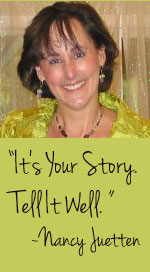 "It's Your Story.
Tell It Well."
~Nancy Juetten